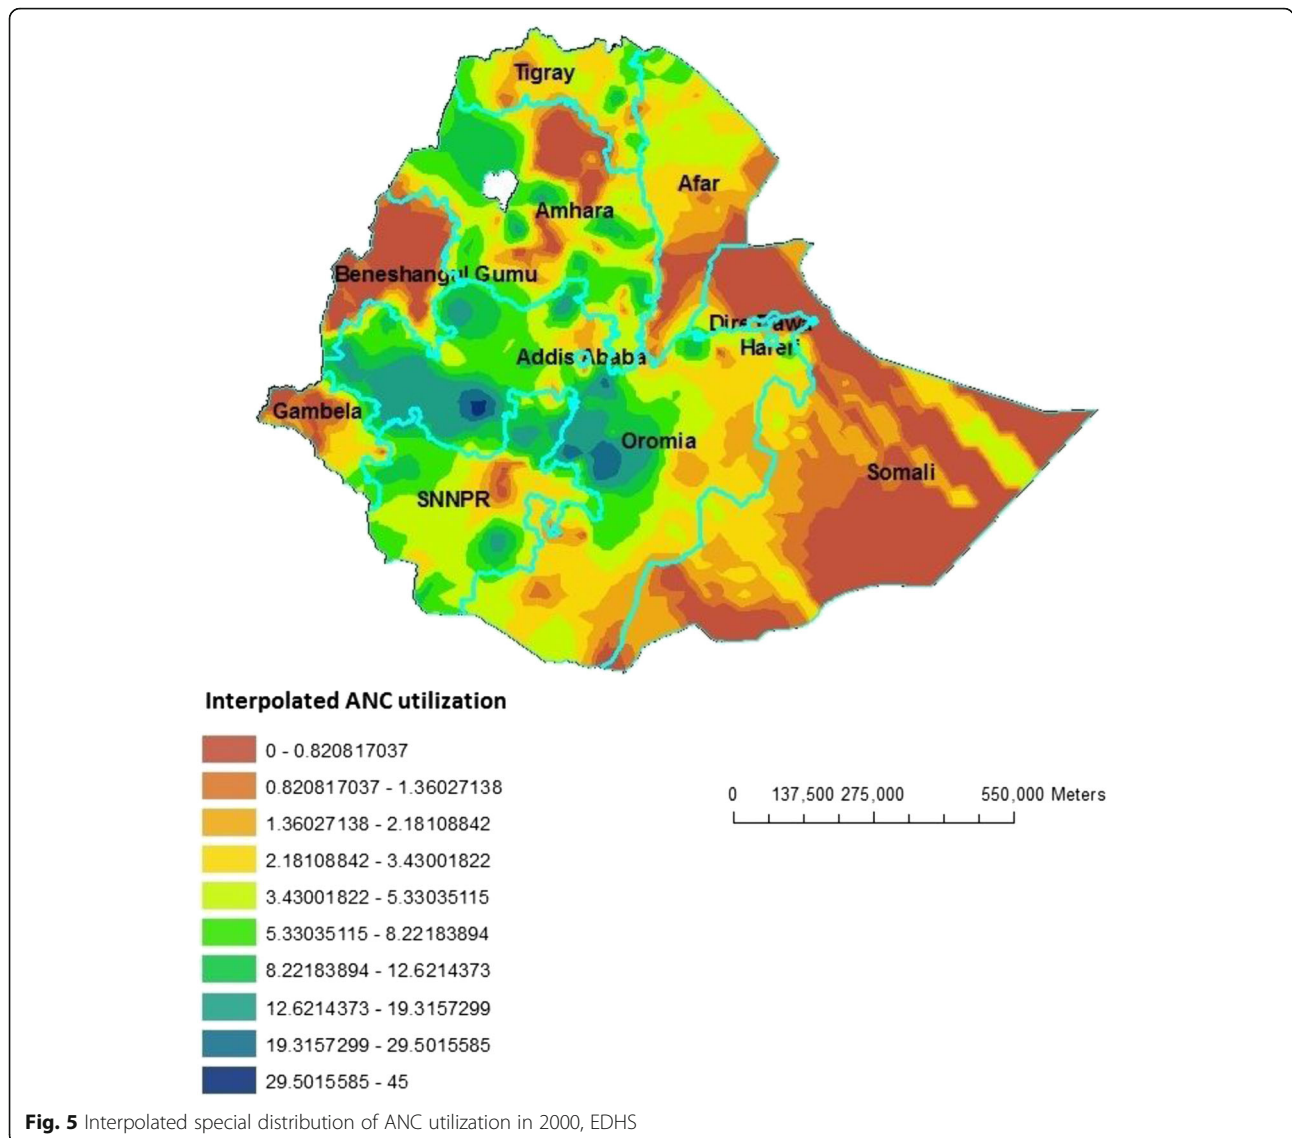 Tigray
Afar
Amhara
Beneshangul Gumu
Dire Dawa
Addis Ababa
Hareri
Gambela
Oromia
Somali
SNNPR
Interpolated ANC utilization
0 - 0.820817037
0.820817037 - 1.36027138
1.36027138 - 2.18108842
2.18108842 - 3.43001822
3.43001822 - 5.33035115
5.33035115 - 8.22183894
8.22183894 - 12.6214373
12.6214373 - 19.3157299
19.3157299 - 29.5015585
29.5015585 - 45
0 137,500 275,000 550,000 Meters
Fig. 5 Interpolated special distribution of ANC utilization in 2000, EDHS